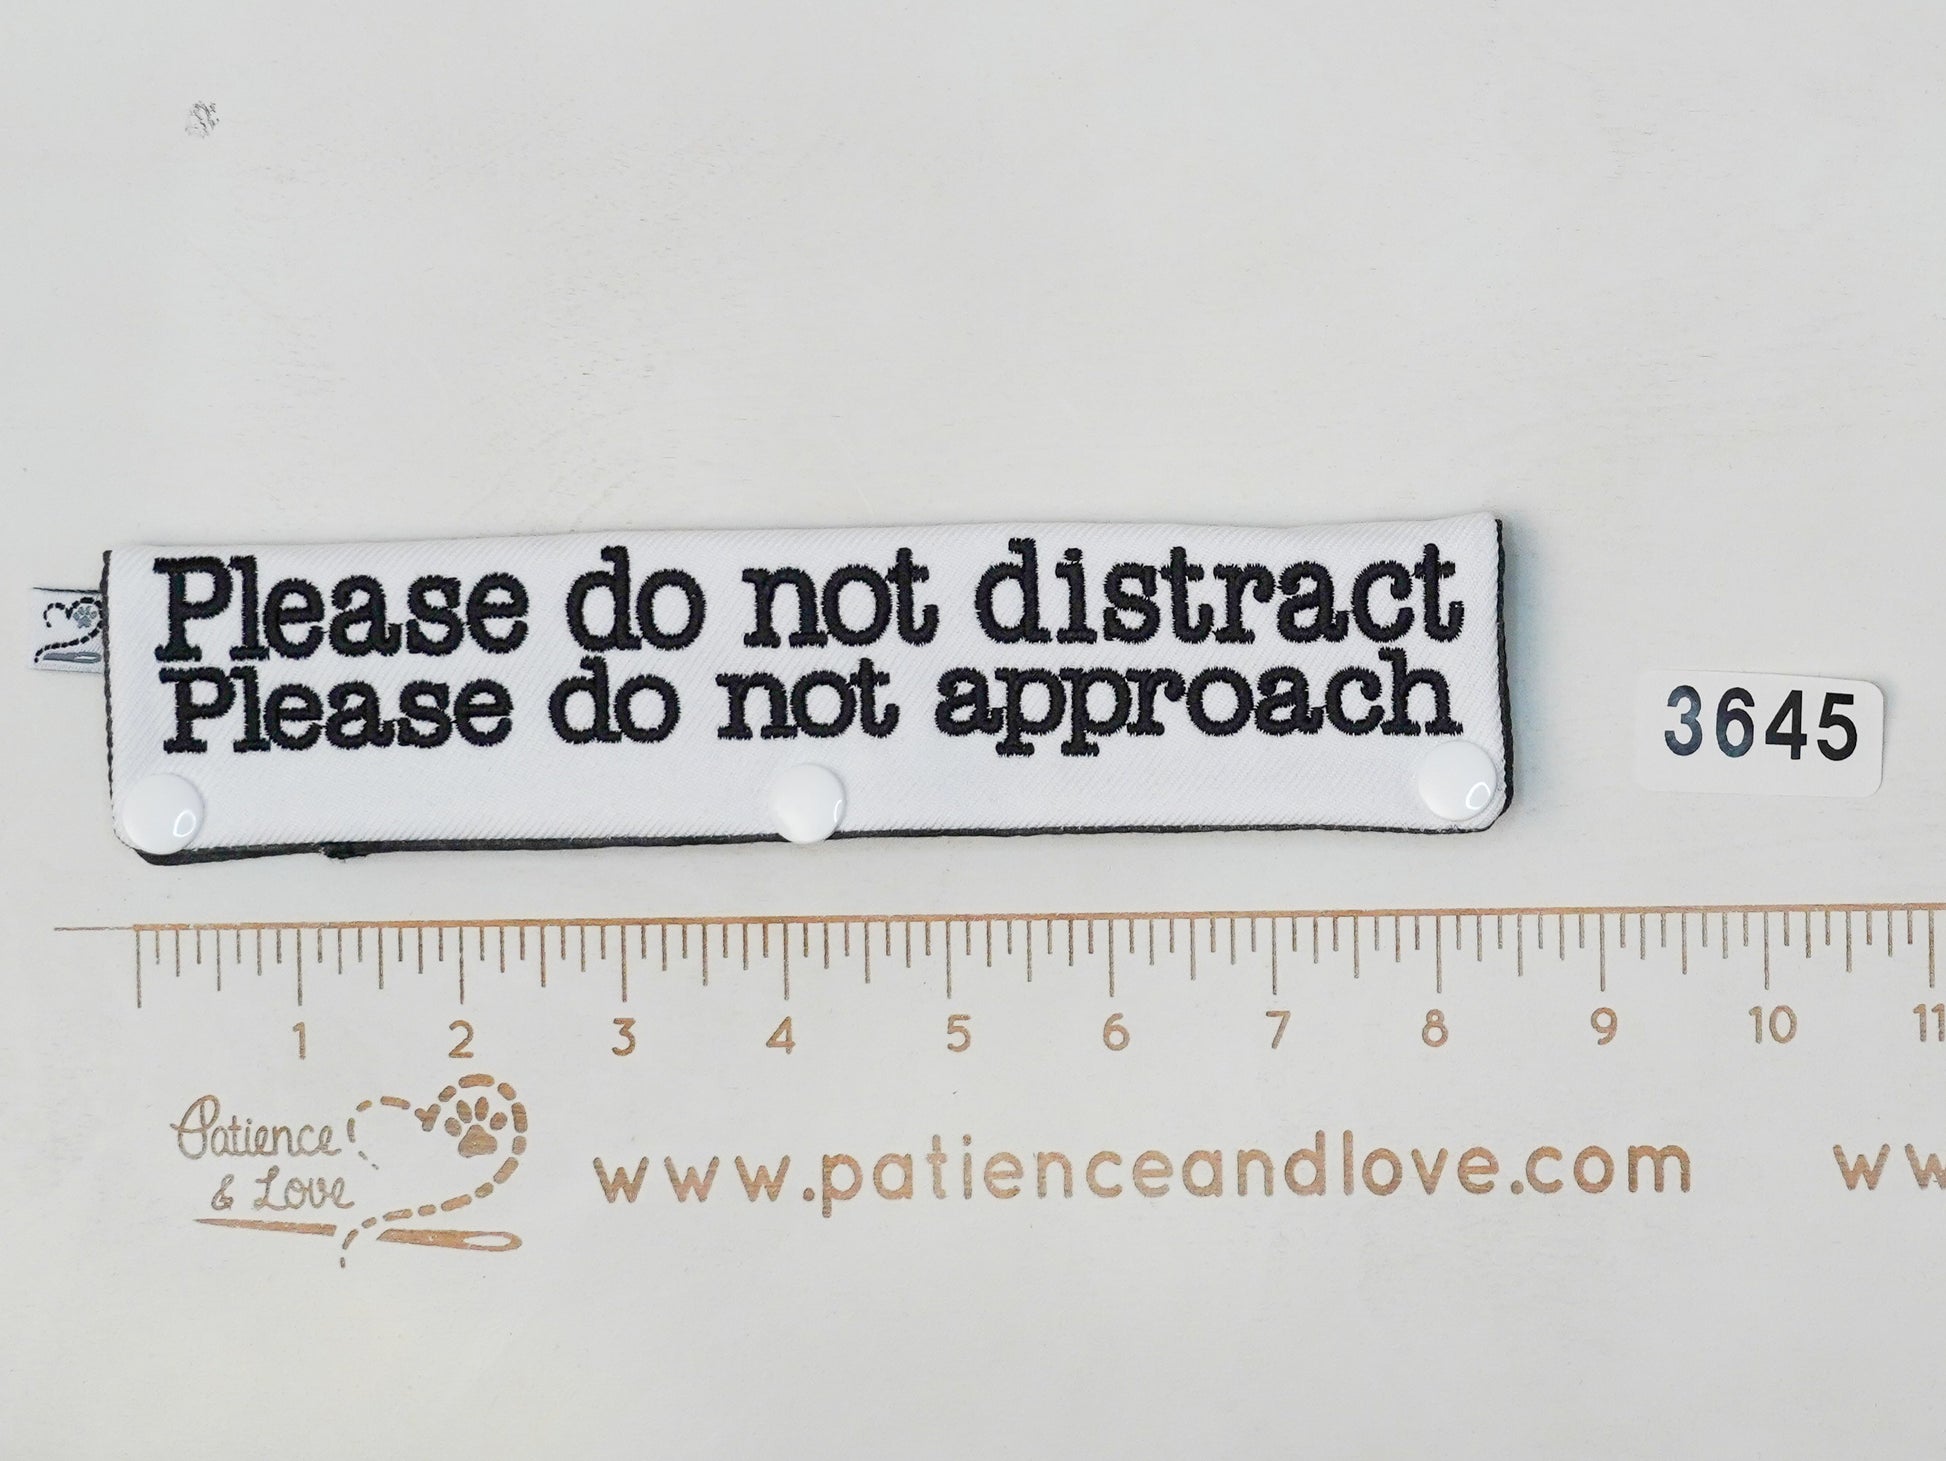 Please do not distract
Please do not approach
3645
1 2 3 4 5 6 7 8 9 10 11
Patience
& Love
www.patienceandlove.com ww